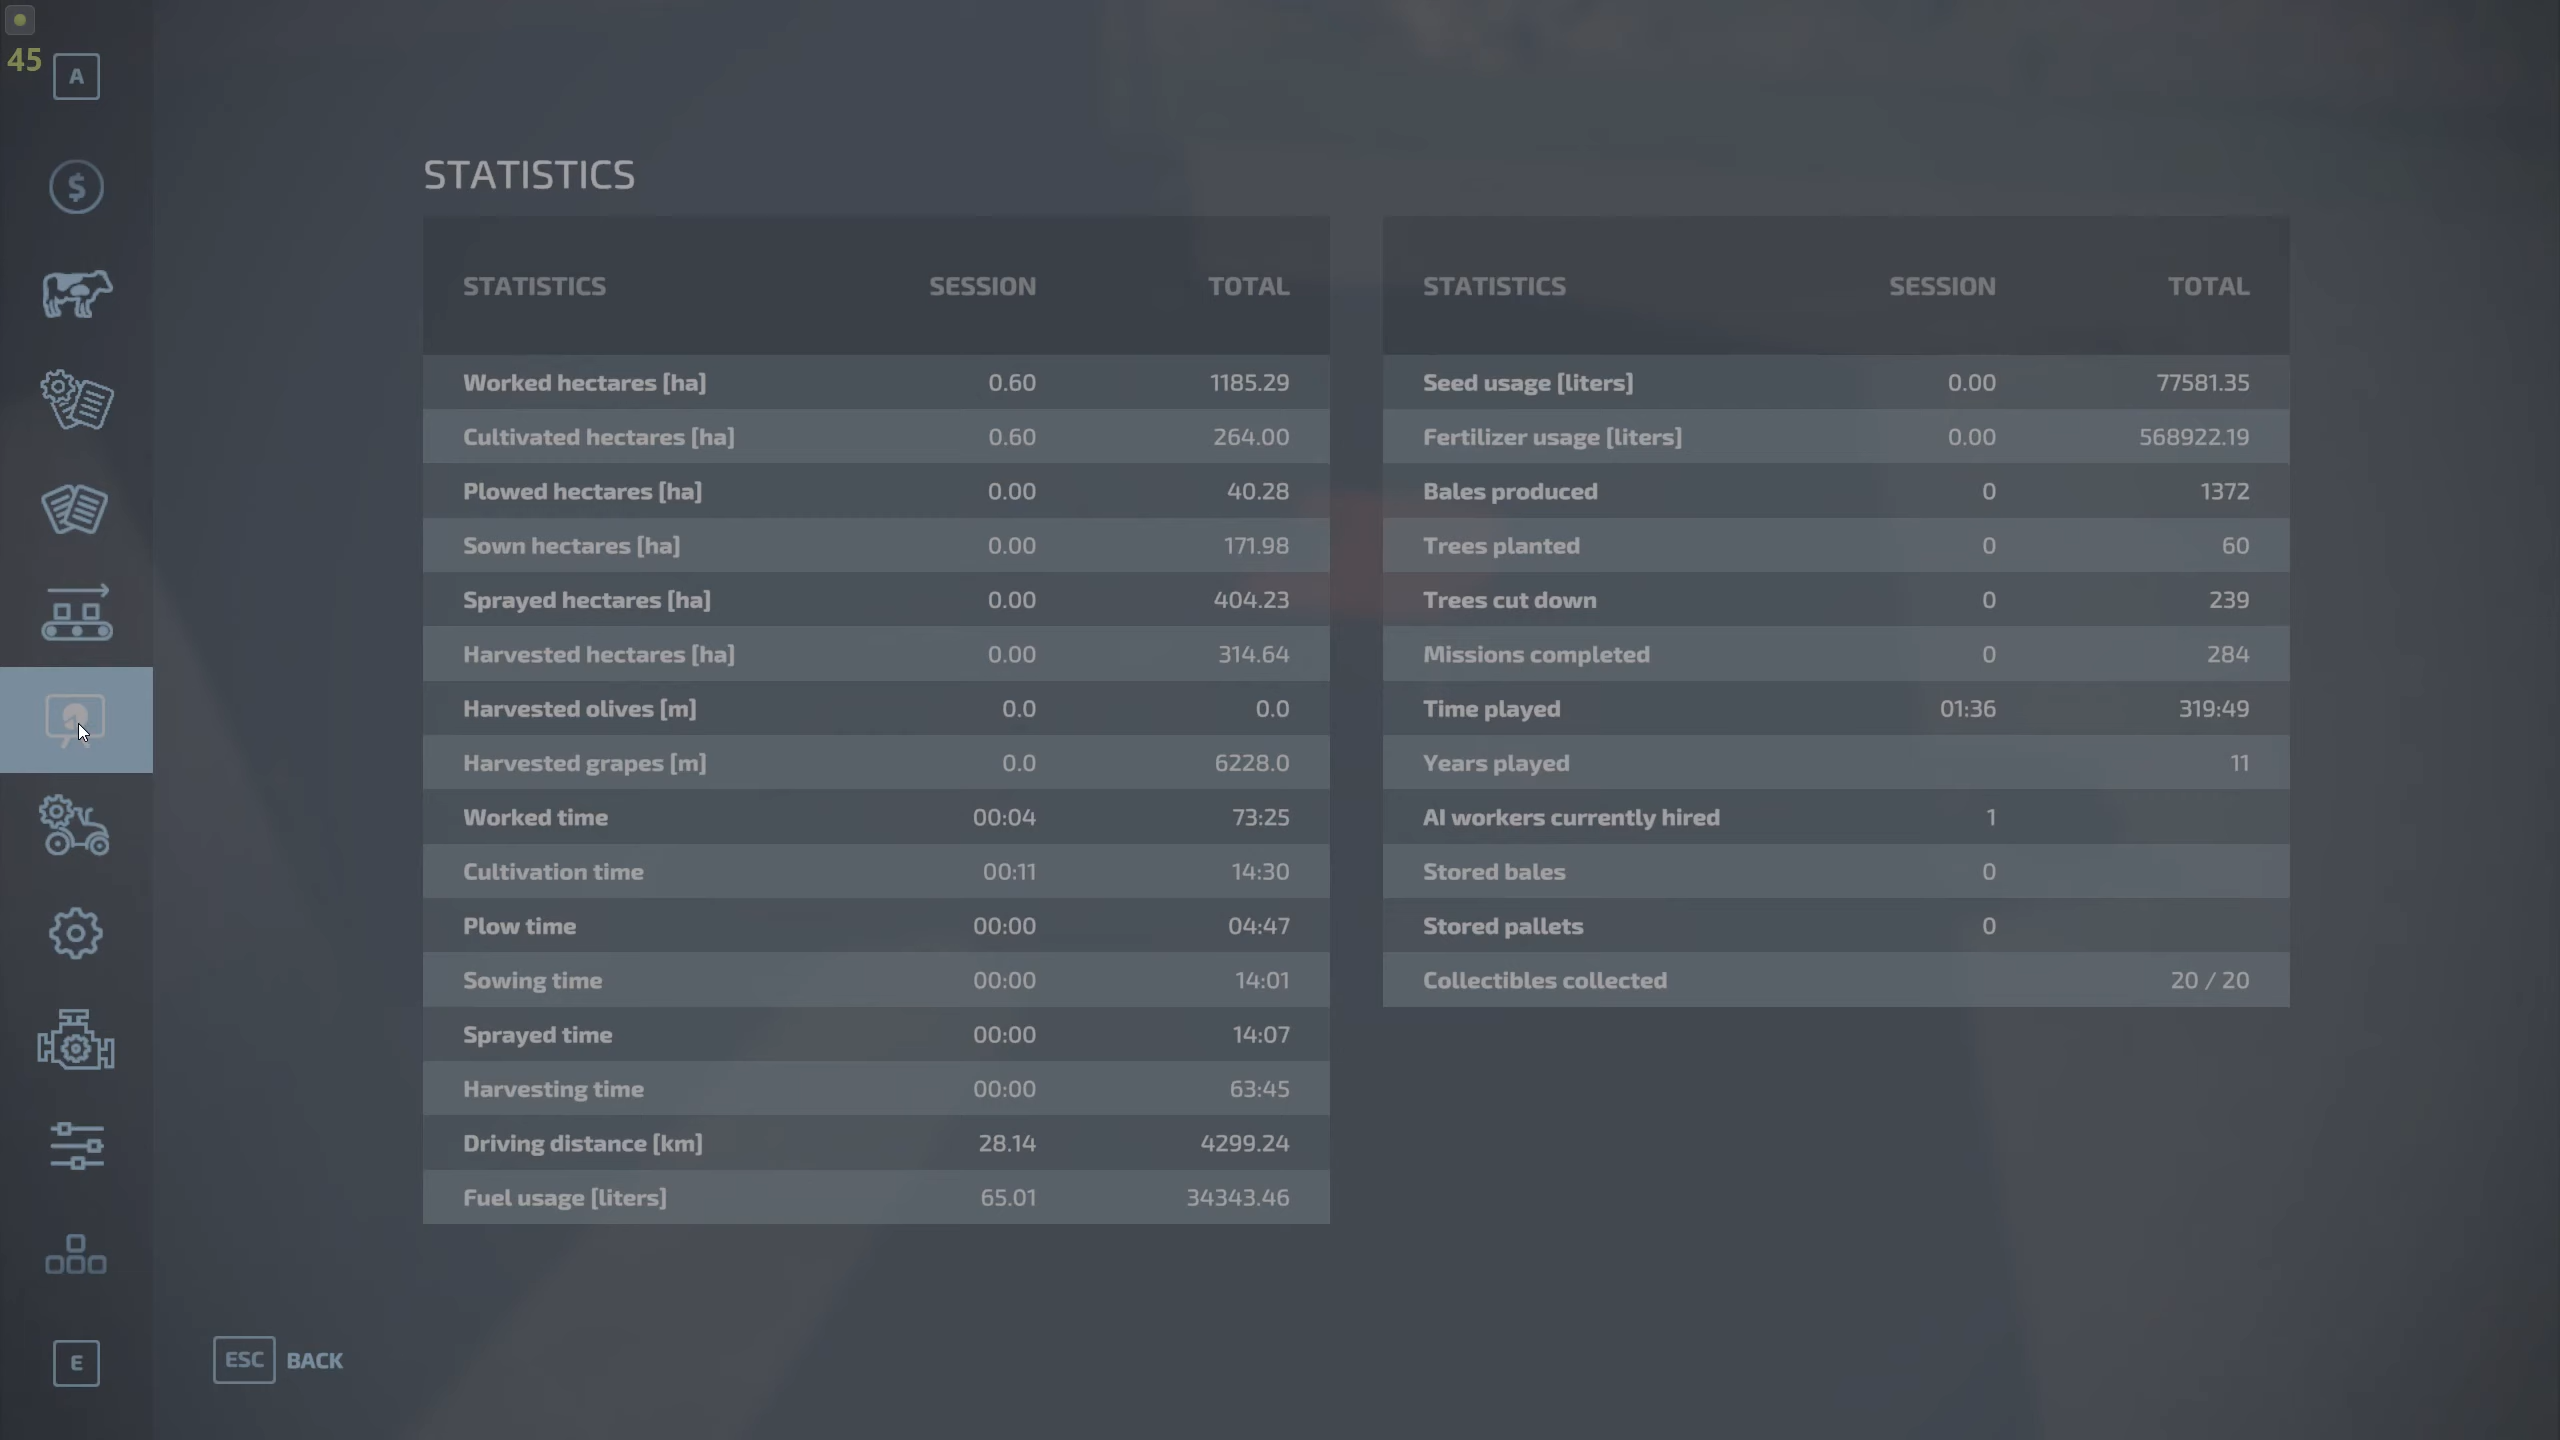 45
A
STATISTICS
STATISTICS SESSION TOTAL
Worked hectares [ha] 0.60 1185.29
Cultivated hectares [ha] 0.60 264.00
Plowed hectares [ha] 0.00 40.28
Sown hectares [ha] 0.00 171.98
Sprayed hectares [ha] 0.00 404.23
Harvested hectares [ha] 0.00 314.64
Harvested olives [m] 0.0 0.0
Harvested grapes [m] 0.0 6228.0
Worked time 00:04 73:25
Cultivation time 00:11 14:30
Plow time 00:00 04:47
Sowing time 00:00 14:01
Sprayed time 00:00 14:07
Harvesting time 00:00 63:45
Driving distance [km] 28.14 4299.24
Fuel usage [liters] 65.01 34343.46
STATISTICS SESSION TOTAL
Seed usage [liters] 0.00 77581.35
Fertilizer usage [liters] 0.00 568922.19
Bales produced 0 1372
Trees planted 0 60
Trees cut down 0 239
Missions completed 0 284
Time played 01:36 319:49
Years played 11
AI workers currently hired 1
Stored bales 0
Stored pallets 0
Collectibles collected 20 / 20
E
ESC BACK